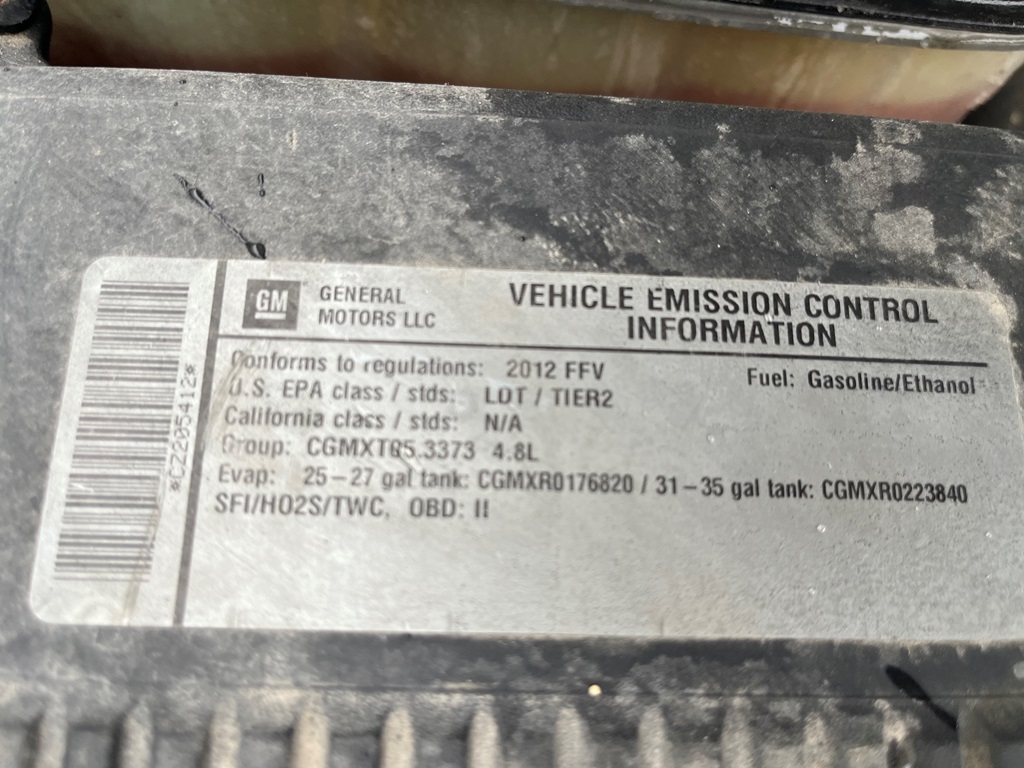 GM
GENERAL
MOTORS LLC
VEHICLE EMISSION CONTROL
INFORMATION
Conforms to regulations: 2012 FFV
Fuel: Gasoline/Ethanol
U.S. EPA class / stds: LDT / TIER2
California class / stds: N/A
Group: CGMXT05.3373 4.8L
Evap: 25–27 gal tank: CGMXR0176820 / 31–35 gal tank: CGMXR0223840
SFI/HO2S/TWC, OBD: II
*CZ2205412*